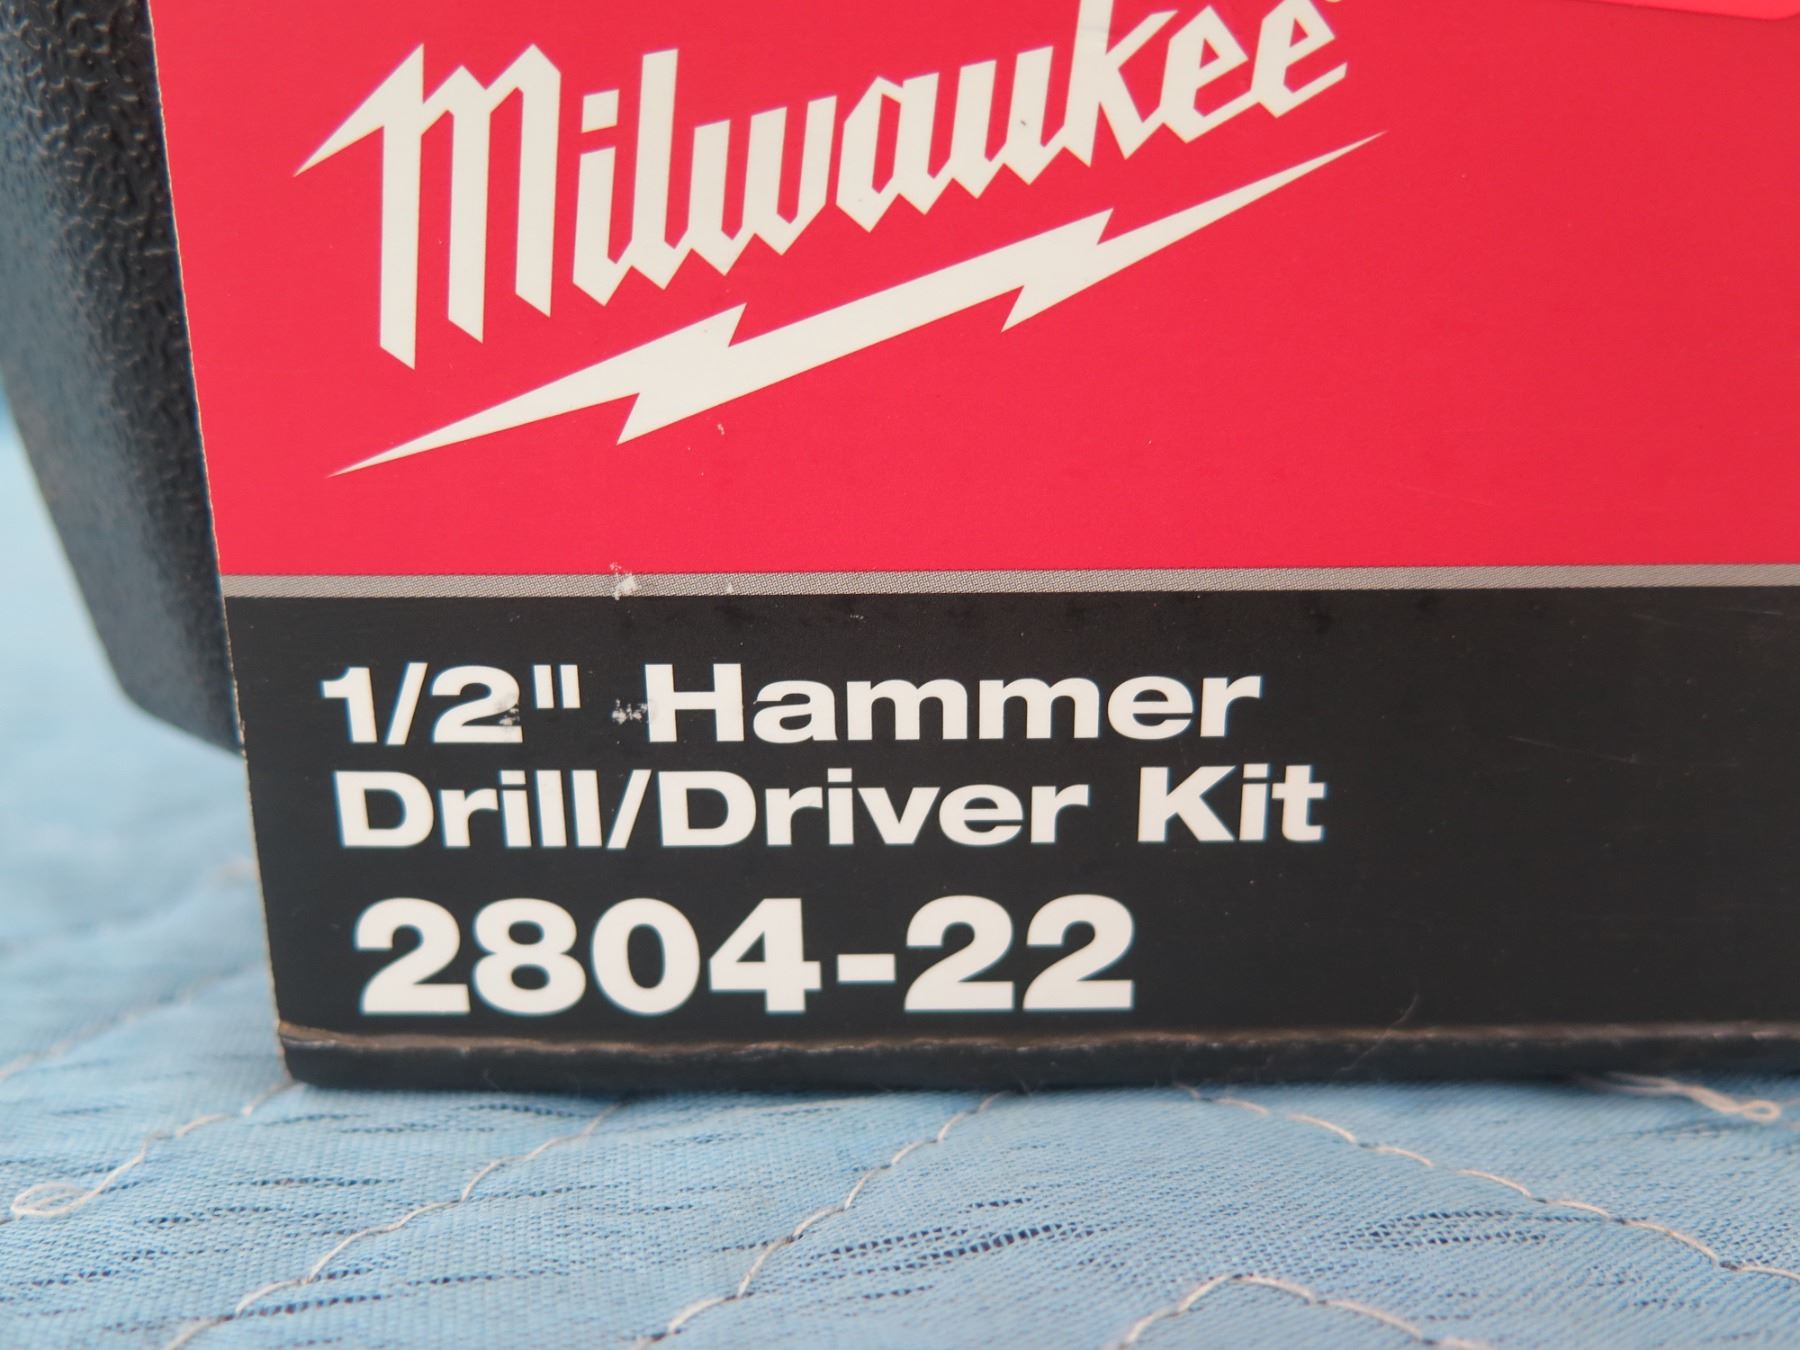 Milwaukee
1/2" Hammer
Drill/Driver Kit
2804-22